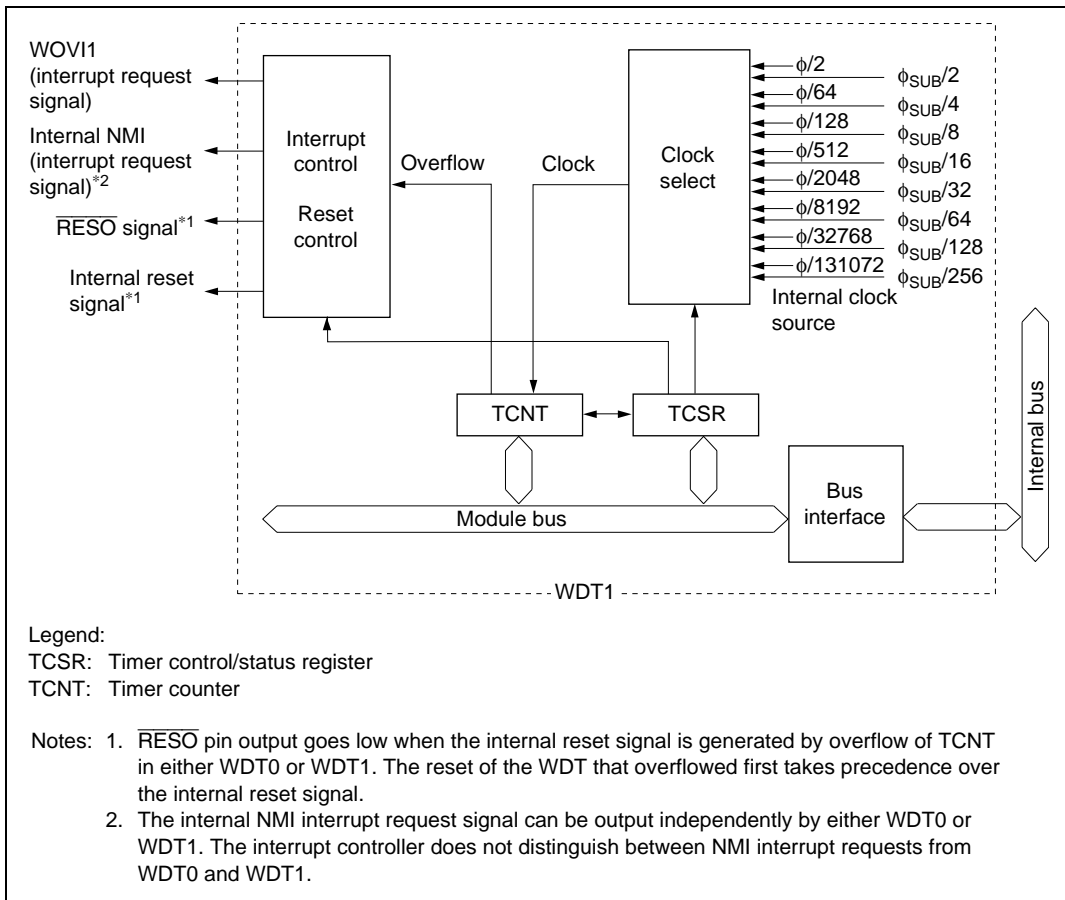 WOVI1
(interrupt request
signal)
Internal NMI
(interrupt request
signal)*2
RESO signal*1
Internal reset
signal*1
Interrupt
control
Reset
control
Overflow
Clock
Clock
select
ϕ/2
ϕSUB/2
ϕ/64
ϕSUB/4
ϕ/128
ϕSUB/8
ϕ/512
ϕSUB/16
ϕ/2048
ϕSUB/32
ϕ/8192
ϕSUB/64
ϕ/32768
ϕSUB/128
ϕ/131072
ϕSUB/256
Internal clock
source
TCNT
TCSR
Module bus
Bus
interface
Internal bus
WDT1
Legend:
TCSR: Timer control/status register
TCNT: Timer counter
Notes: 1. RESO pin output goes low when the internal reset signal is generated by overflow of TCNT
in either WDT0 or WDT1. The reset of the WDT that overflowed first takes precedence over
the internal reset signal.
2. The internal NMI interrupt request signal can be output independently by either WDT0 or
WDT1. The interrupt controller does not distinguish between NMI interrupt requests from
WDT0 and WDT1.